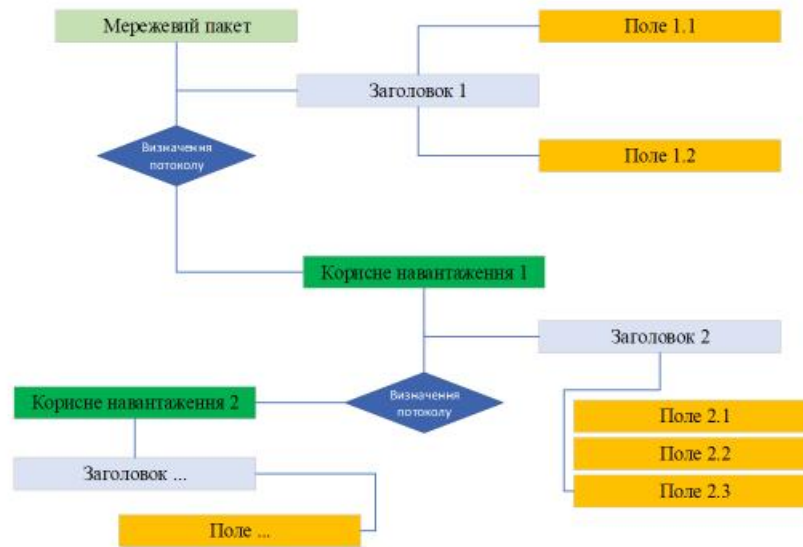 Мережевий пакет
Поле 1.1
Заголовок 1
Визначення
потоколу
Поле 1.2
Корисне навантаження 1
Заголовок 2
Визначення
потоколу
Корисне навантаження 2
Поле 2.1
Поле 2.2
Заголовок ...
Поле 2.3
Поле ...